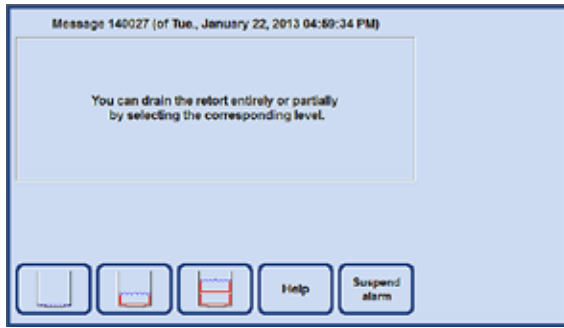 Message 140027 (of Tue., January 22, 2013 04:59:34 PM)
You can drain the retort entirely or partially
by selecting the corresponding level.
Help
Suspend
alarm